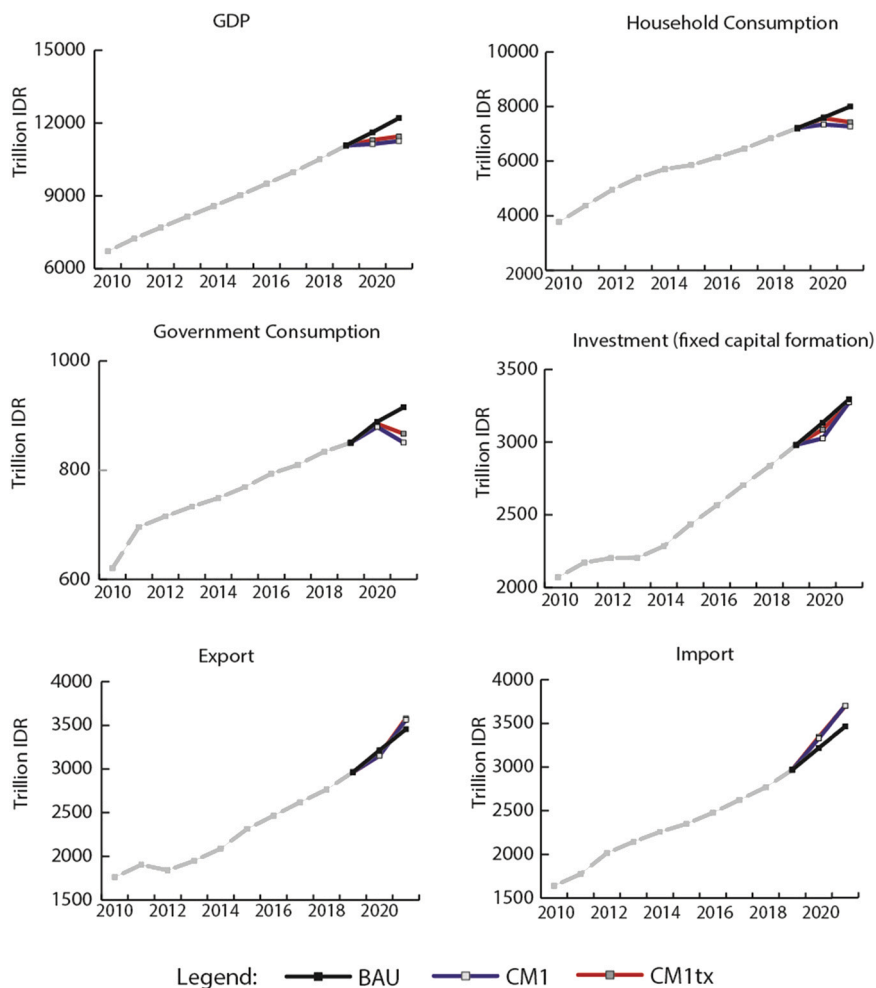 GDP
Trillion IDR
15000
12000
9000
6000
2010 2012 2014 2016 2018 2020
Household Consumption
Trillion IDR
10000
8000
6000
4000
2000
2010 2012 2014 2016 2018 2020
Government Consumption
Trillion IDR
1000
800
600
2010 2012 2014 2016 2018 2020
Investment (fixed capital formation)
Trillion IDR
3500
3000
2500
2000
2010 2012 2014 2016 2018 2020
Export
Trillion IDR
4000
3500
3000
2500
2000
1500
2010 2012 2014 2016 2018 2020
Import
Trillion IDR
4000
3500
3000
2500
2000
1500
2010 2012 2014 2016 2018 2020
Legend: BAU CM1 CM1tx